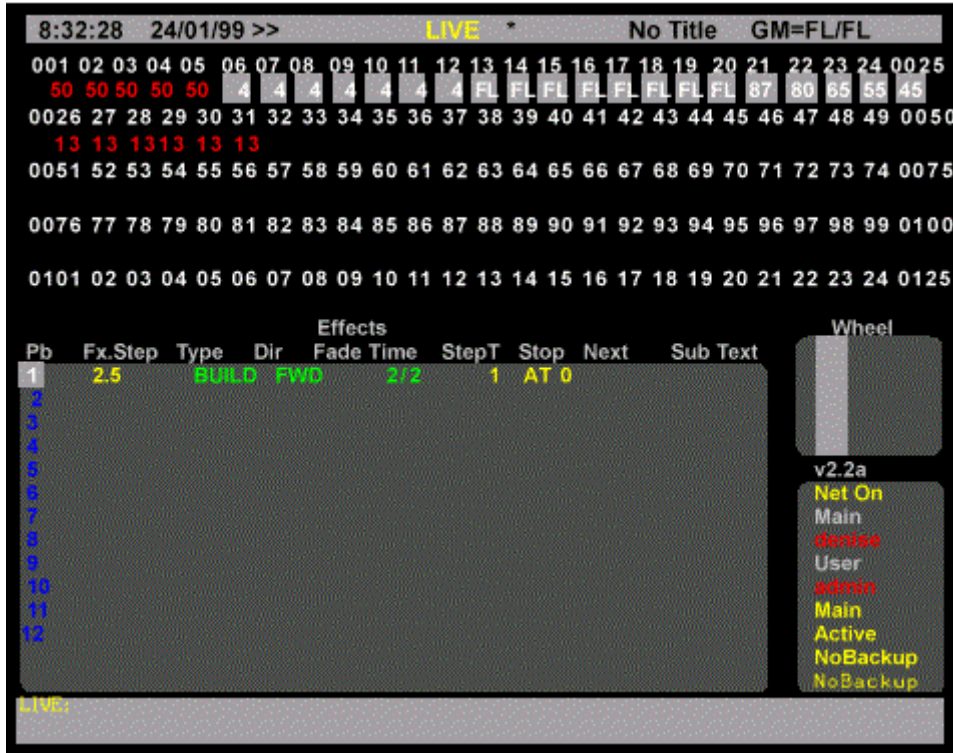 8:32:28 24/01/99 >> LIVE * No Title GM=FL/FL
001 02 03 04 05 06 07 08 09 10 11 12 13 14 15 16 17 18 19 20 21 22 23 24 0025
50 50 50 50 50 4 4 4 4 4 4 4 FL FL FL FL FL FL FL FL 87 80 65 55 45
0026 27 28 29 30 31 32 33 34 35 36 37 38 39 40 41 42 43 44 45 46 47 48 49 0050
13 13 1313 13 13
0051 52 53 54 55 56 57 58 59 60 61 62 63 64 65 66 67 68 69 70 71 72 73 74 0075
0076 77 78 79 80 81 82 83 84 85 86 87 88 89 90 91 92 93 94 95 96 97 98 99 0100
0101 02 03 04 05 06 07 08 09 10 11 12 13 14 15 16 17 18 19 20 21 22 23 24 0125
Effects
Pb Fx.Step Type Dir Fade Time StepT Stop Next Sub Text
1 2.5 BUILD FWD 2/2 1 AT 0
2
3
4
5
6
7
8
9
10
11
12
Wheel
v2.2a
Net On
Main
denise
User
admin
Main
Active
NoBackup
NoBackup
LIVE: